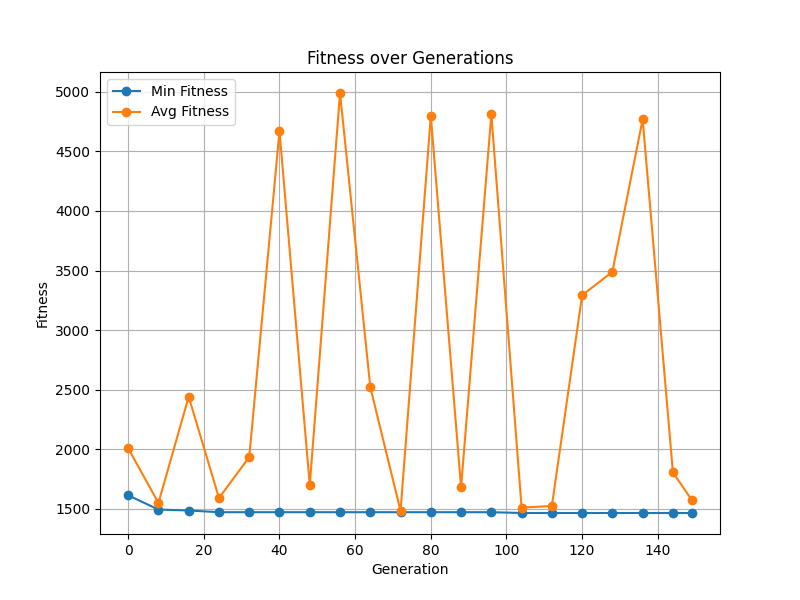 Fitness over Generations
Min Fitness
Avg Fitness
5000
4500
4000
3500
3000
2500
2000
1500
Fitness
0 20 40 60 80 100 120 140
Generation